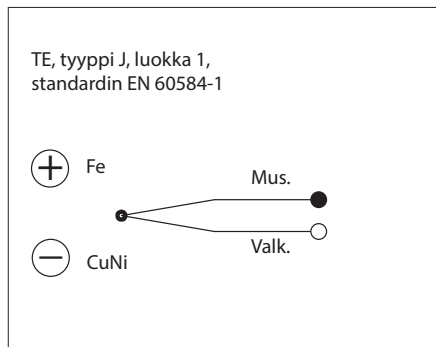 TE, tyyppi J, luokka 1,
standardin EN 60584-1
Fe
Mus.
Valk.
CuNi